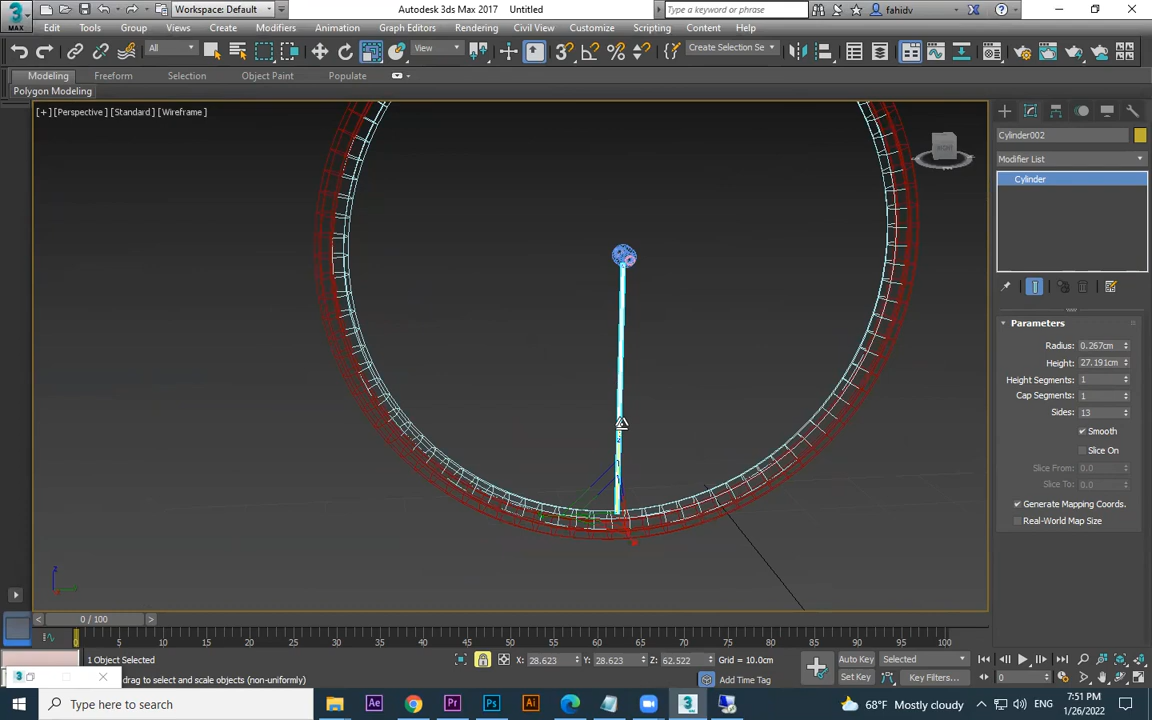 3
MAX
Workspace: Default
Autodesk 3ds Max 2017
Untitled
Type a keyword or phrase
fahidv
Edit
Tools
Group
Views
Create
Modifiers
Animation
Graph Editors
Rendering
Civil View
Customize
Scripting
Content
Help
All
View
Create Selection Se
Modeling
Freeform
Selection
Object Paint
Populate
Polygon Modeling
[+] [Perspective] [Standard] [Wireframe]
Cylinder002
Modifier List
Cylinder
Parameters
Radius: 0.267cm
Height: 27.191cm
Height Segments: 1
Cap Segments: 1
Sides: 13
Smooth
Slice On
Slice From: 0.0
Slice To: 0.0
Generate Mapping Coords.
Real-World Map Size
z
0 / 100
0
5
10
15
20
25
30
35
40
45
50
55
60
65
70
75
80
85
90
95
100
1 Object Selected
X: 28.623
Y: 28.623
Z: 62.522
Grid = 10.0cm
Auto Key
Selected
drag to select and scale objects (non-uniformly)
Add Time Tag
Set Key
Key Filters...
0
Type here to search
Ae
Pr
Ps
Ai
68°F Mostly cloudy
ENG
7:51 PM
1/26/2022